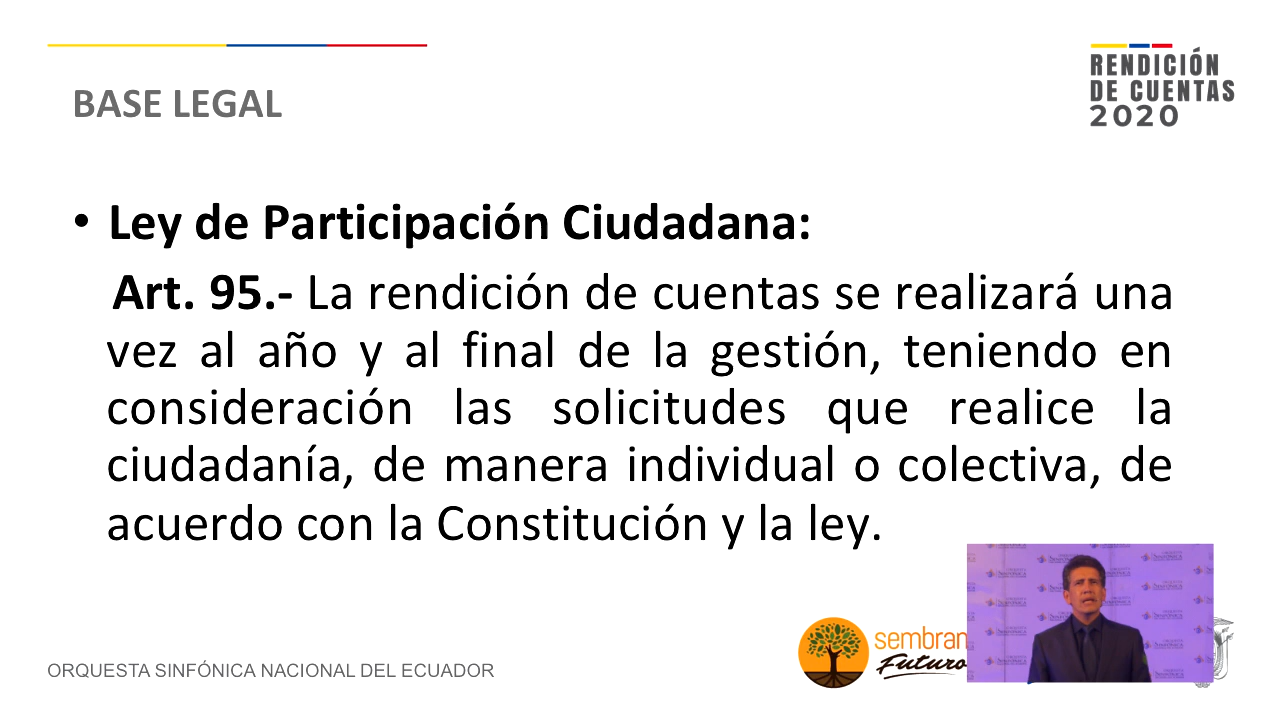 BASE LEGAL
RENDICIÓN
DE CUENTAS
2020
• Ley de Participación Ciudadana:
Art. 95.- La rendición de cuentas se realizará una
vez al año y al final de la gestión, teniendo en
consideración las solicitudes que realice la
ciudadanía, de manera individual o colectiva, de
acuerdo con la Constitución y la ley.
sembran
Futuro
ORQUESTA SINFÓNICA NACIONAL DEL ECUADOR